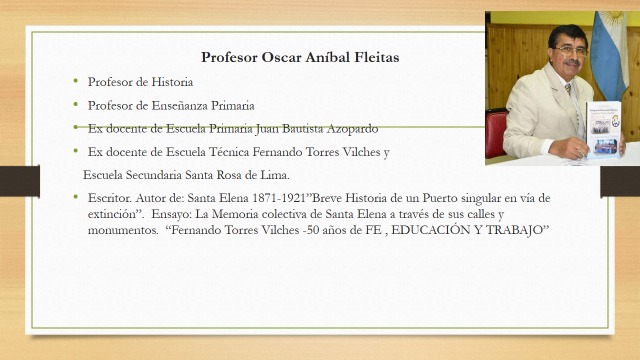 Profesor Oscar Aníbal Fleitas
• Profesor de Historia
• Profesor de Enseñanza Primaria
• Ex docente de Escuela Primaria Juan Bautista Azopardo
• Ex docente de Escuela Técnica Fernando Torres Vilches y
Escuela Secundaria Santa Rosa de Lima.
• Escritor. Autor de: Santa Elena 1871-1921”Breve Historia de un Puerto singular en vía de
extinción”.  Ensayo: La Memoria colectiva de Santa Elena a través de sus calles y
monumentos.  “Fernando Torres Vilches -50 años de FE , EDUCACIÓN Y TRABAJO”